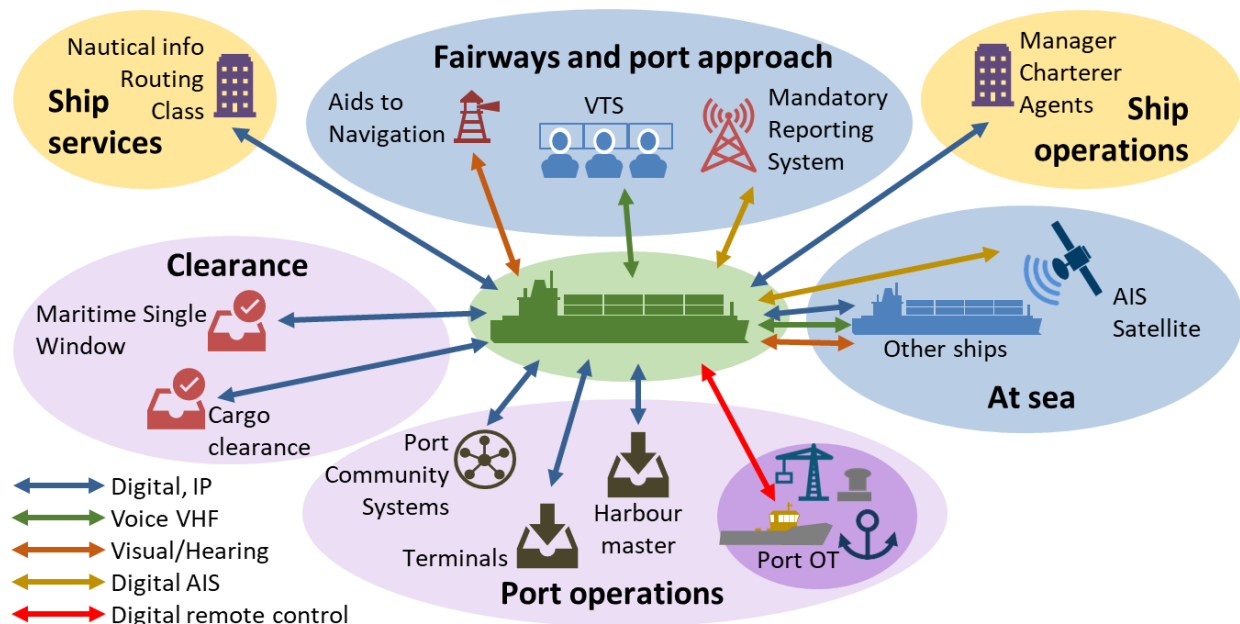 Nautical info
Routing
Class
Ship
services
Fairways and port approach
Aids to
Navigation
VTS
Mandatory
Reporting
System
Manager
Charterer
Agents
Ship
operations
Clearance
Maritime Single
Window
Cargo
clearance
AIS
Satellite
Other ships
At sea
Port
Community
Systems
Terminals
Harbour
master
Port OT
Port operations
Digital, IP
Voice VHF
Visual/Hearing
Digital AIS
Digital remote control